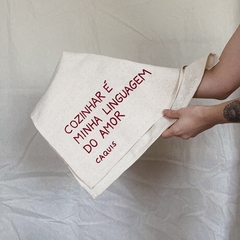 COZINHAR É
MINHA LINGUAGEM
DO AMOR
CAQUIS